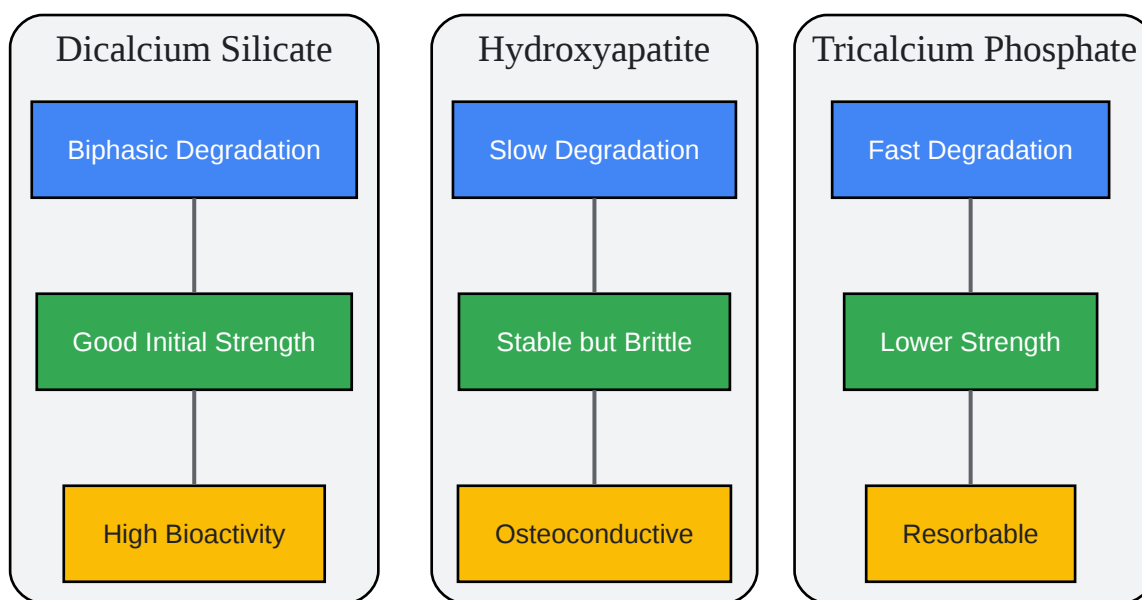 Dicalcium Silicate
Biphasic Degradation
Good Initial Strength
High Bioactivity
Hydroxyapatite
Slow Degradation
Stable but Brittle
Osteoconductive
Tricalcium Phosphate
Fast Degradation
Lower Strength
Resorbable